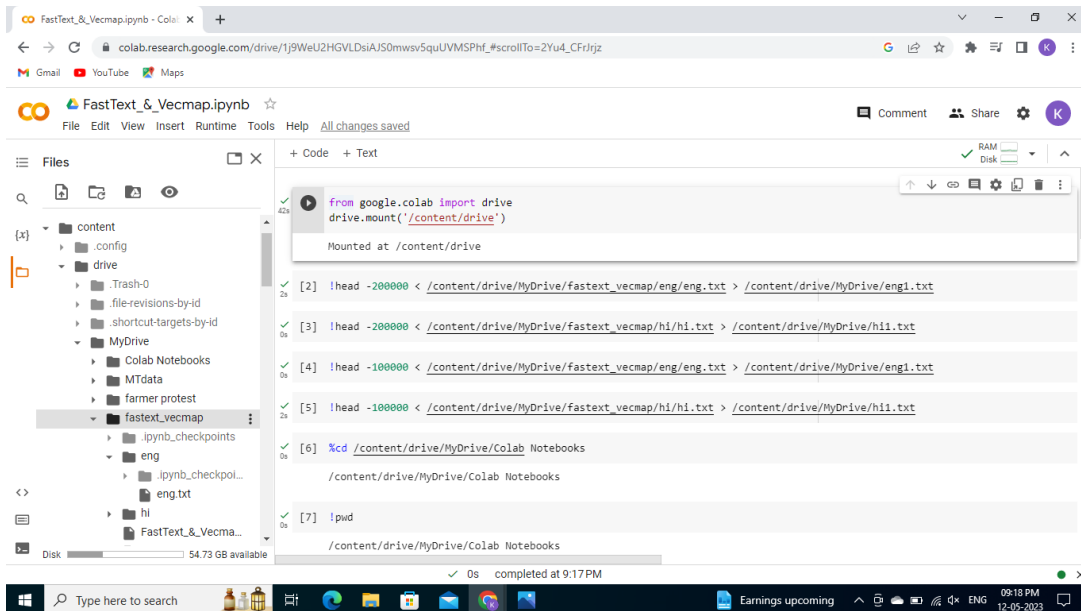 FastText_&_Vecmap.ipynb - Colab
colab.research.google.com/drive/1j9WeU2HGVLDsiAJS0mwsv5quUVMSPhf_#scrollTo=2Yu4_CFrJrjz
K
Gmail YouTube Maps
FastText_&_Vecmap.ipynb
Comment Share K
File Edit View Insert Runtime Tools Help All changes saved
Files
+ Code + Text
RAM
Disk
{x}
content
.config
drive
.Trash-0
.file-revisions-by-id
.shortcut-targets-by-id
MyDrive
Colab Notebooks
MTdata
farmer protest
fastext_vecmap
.ipynb_checkpoints
eng
.ipynb_checkpoi...
eng.txt
hi
FastText_&_Vecma...
Disk 54.73 GB available
42s
from google.colab import drive
drive.mount('/content/drive')
Mounted at /content/drive
[2] !head -200000 < /content/drive/MyDrive/fastext_vecmap/eng/eng.txt > /content/drive/MyDrive/eng1.txt
2s
[3] !head -200000 < /content/drive/MyDrive/fastext_vecmap/hi/hi.txt > /content/drive/MyDrive/hi1.txt
0s
[4] !head -100000 < /content/drive/MyDrive/fastext_vecmap/eng/eng.txt > /content/drive/MyDrive/eng1.txt
0s
[5] !head -100000 < /content/drive/MyDrive/fastext_vecmap/hi/hi.txt > /content/drive/MyDrive/hi1.txt
2s
[6] %cd /content/drive/MyDrive/Colab Notebooks
0s
/content/drive/MyDrive/Colab Notebooks
[7] !pwd
0s
/content/drive/MyDrive/Colab Notebooks
0s completed at 9:17 PM
Type here to search
Earnings upcoming
ENG
09:18 PM
12-05-2023